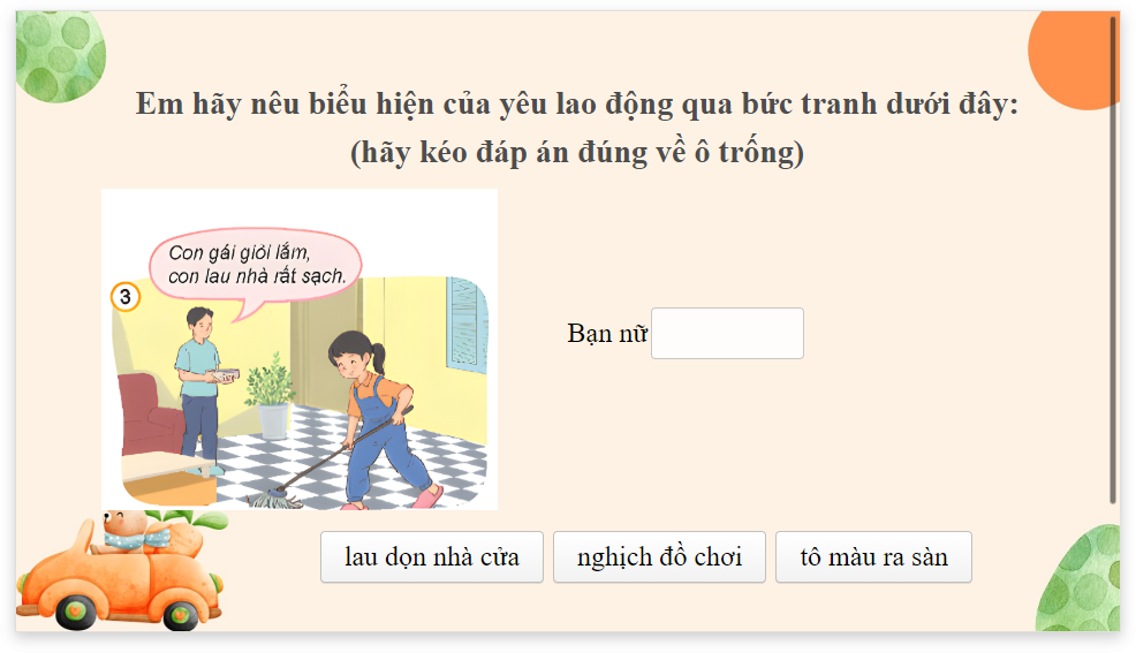 Em hãy nêu biểu hiện của yêu lao động qua bức tranh dưới đây:
(hãy kéo đáp án đúng về ô trống)
Con gái giỏi lắm,
con lau nhà rất sạch.
3
Bạn nữ
lau dọn nhà cửa
nghịch đồ chơi
tô màu ra sàn